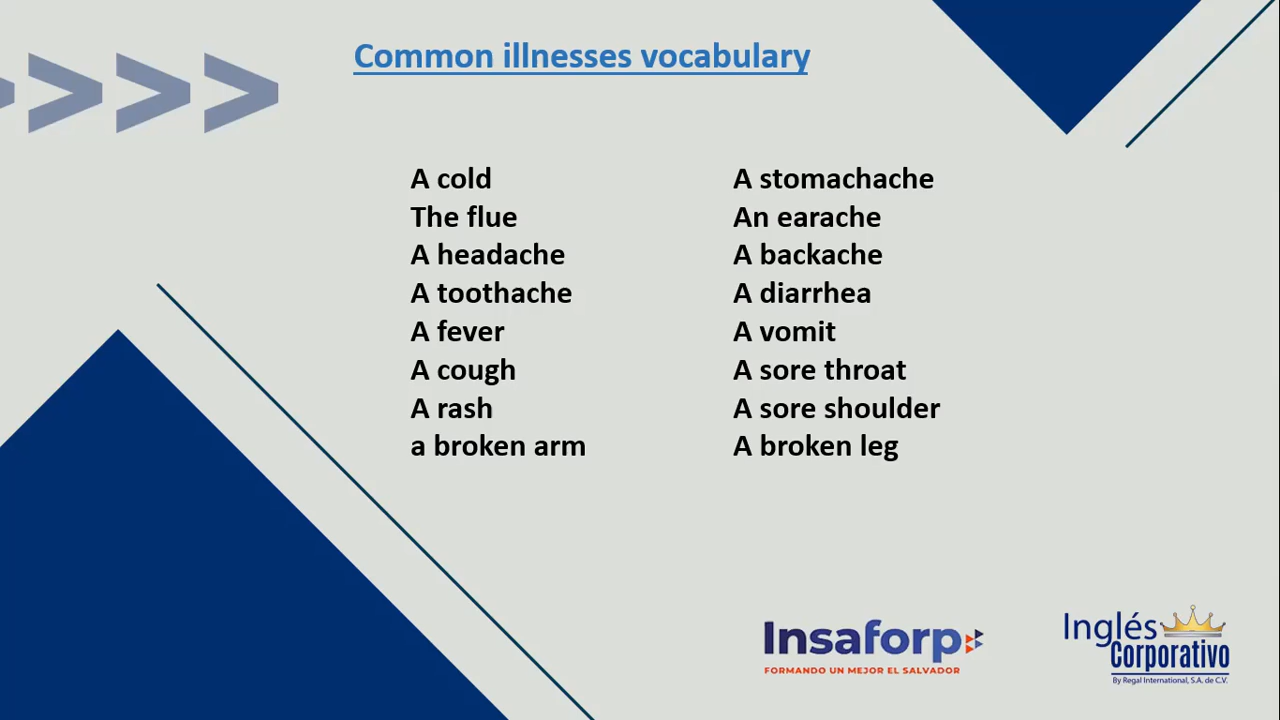 Common illnesses vocabulary
A cold
The flue
A headache
A toothache
A fever
A cough
A rash
a broken arm
A stomachache
An earache
A backache
A diarrhea
A vomit
A sore throat
A sore shoulder
A broken leg
Insaforp
FORMANDO UN MEJOR EL SALVADOR
Inglés
Corporativo
By Regal International, S.A. de C.V.